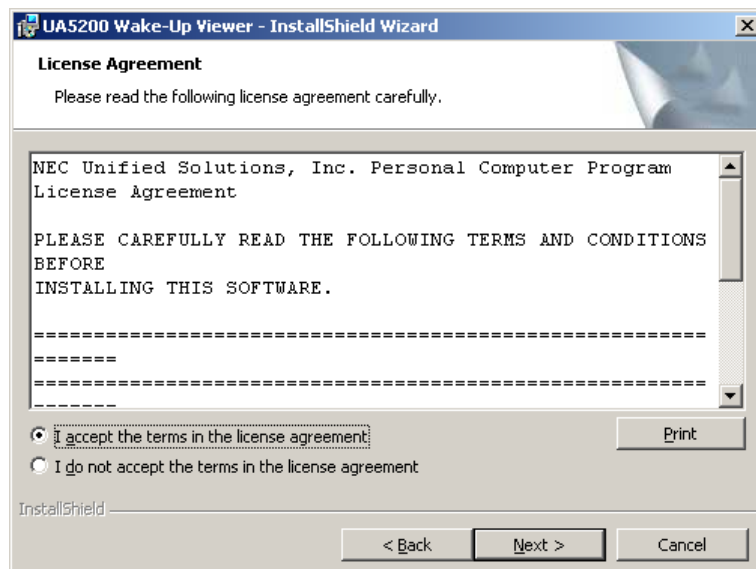 UA5200 Wake-Up Viewer - InstallShield Wizard
License Agreement
Please read the following license agreement carefully.
NEC Unified Solutions, Inc. Personal Computer Program
License Agreement
PLEASE CAREFULLY READ THE FOLLOWING TERMS AND CONDITIONS
BEFORE
INSTALLING THIS SOFTWARE.
========================================================
=======
========================================================
-------
I accept the terms in the license agreement
Print
I do not accept the terms in the license agreement
InstallShield
< Back
Next >
Cancel